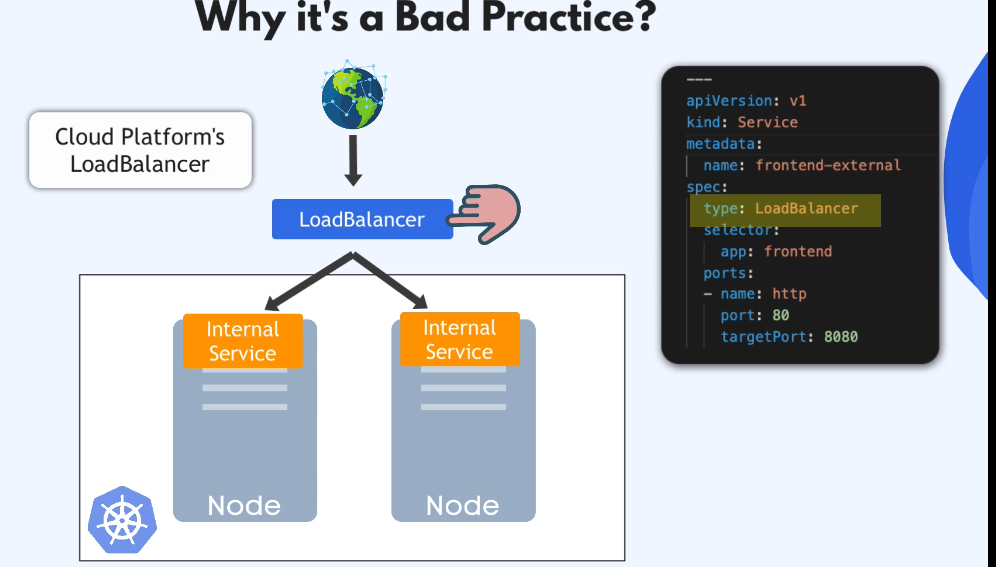 Why it's a Bad Practice?
Cloud Platform's
LoadBalancer
LoadBalancer
Internal
Service
Internal
Service
Node
Node
---
apiVersion: v1
kind: Service
metadata:
  name: frontend-external
spec:
  type: LoadBalancer
  selector:
    app: frontend
  ports:
  - name: http
    port: 80
    targetPort: 8080